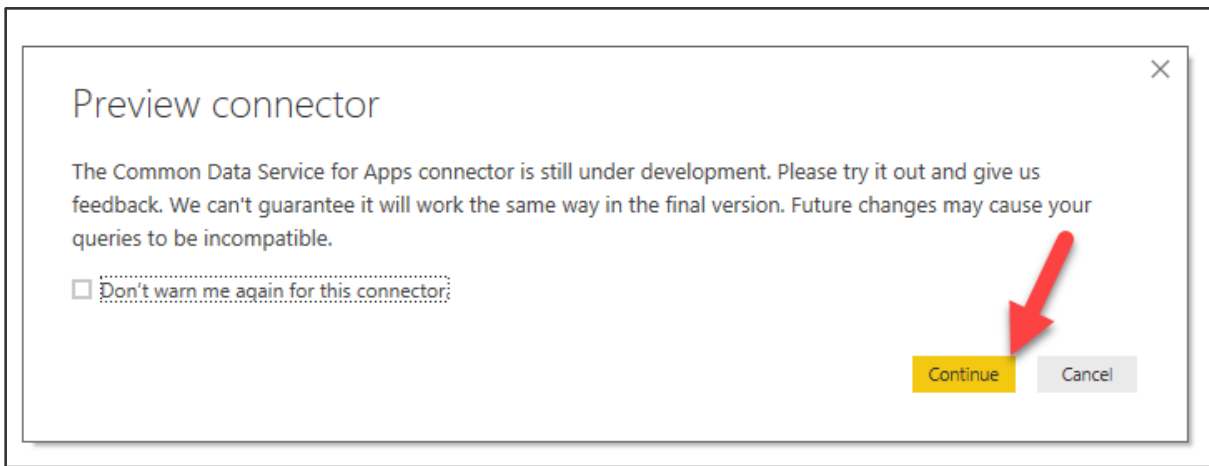 Preview connector
The Common Data Service for Apps connector is still under development. Please try it out and give us
feedback. We can't guarantee it will work the same way in the final version. Future changes may cause your
queries to be incompatible.
Don't warn me again for this connector.
Continue Cancel